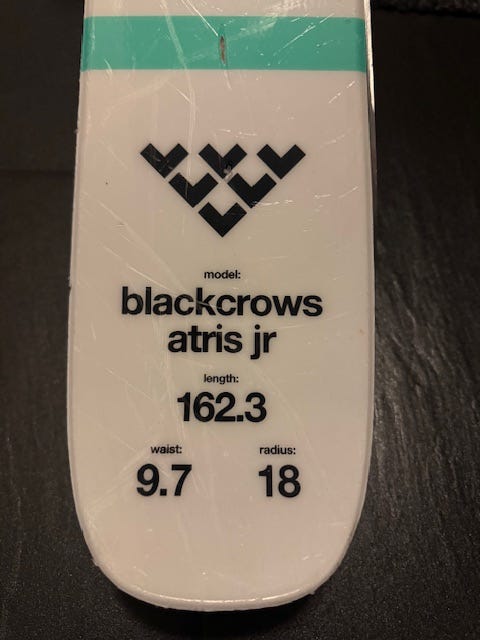 model:
blackcrows
atris jr
length:
162.3
waist: radius:
9.7 18